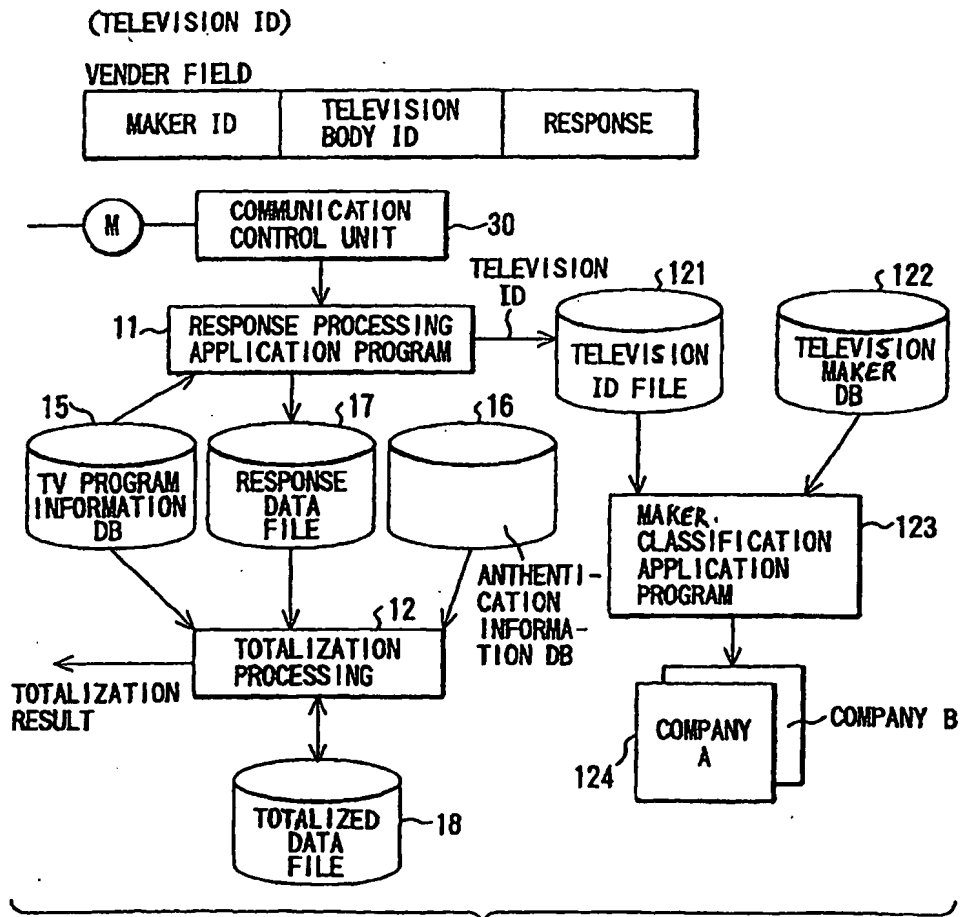 (TELEVISION ID)
VENDER FIELD
MAKER ID
TELEVISION
BODY ID
RESPONSE
M
COMMUNICATION
CONTROL UNIT
30
TELEVISION
ID
121
122
11
RESPONSE PROCESSING
APPLICATION PROGRAM
TELEVISION
ID FILE
TELEVISION
MAKER
DB
15
17
16
TV PROGRAM
INFORMATION
DB
RESPONSE
DATA
FILE
MAKER.
CLASSIFICATION
APPLICATION
PROGRAM
123
ANTHENTI-
CATION
INFORMA-
TION DB
12
TOTALIZATION
PROCESSING
TOTALIZATION
RESULT
COMPANY
A
COMPANY B
124
TOTALIZED
DATA
FILE
18